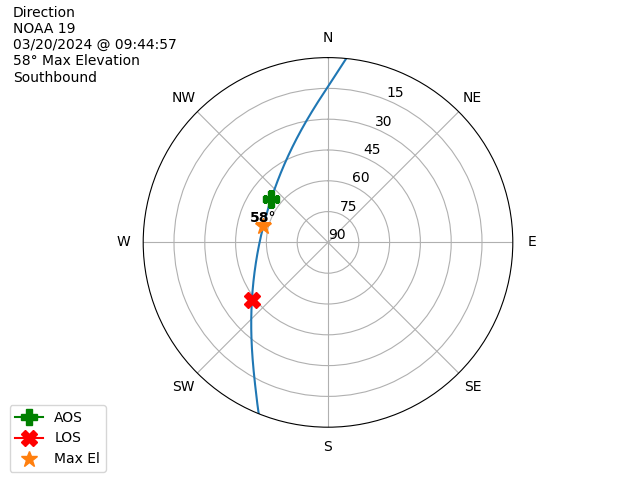 Direction
NOAA 19
03/20/2024 @ 09:44:57
58° Max Elevation
Southbound
N
NW
NE
15
30
45
60
75
58°
90
W
E
SW
SE
S
AOS
LOS
Max El